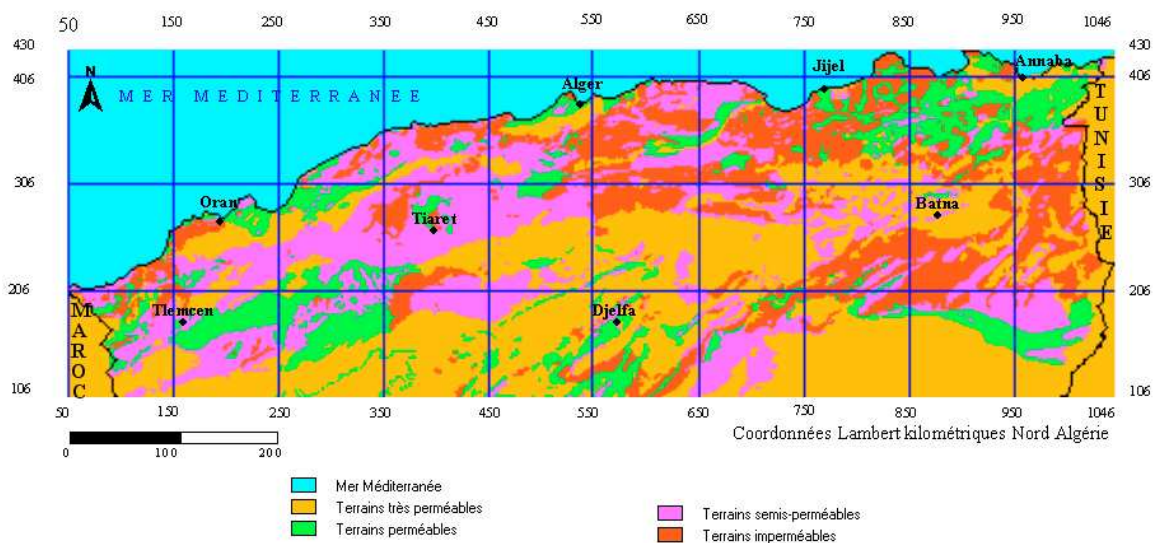 50 150 250 350 450 550 650 750 850 950 1046
430 430
406 406
N
MER MEDITERRANEE
Alger
Jijel
Annaba
TUNISIE
306 306
Oran
Tiaret
Batna
206 206
MAROC
Tlemcen
Djelfa
106 106
50 150 250 350 450 550 650 750 850 950 1046
Coordonnées Lambert kilométriques Nord Algérie
0 100 200
Mer Méditerranée
Terrains très perméables
Terrains perméables
Terrains semis-perméables
Terrains imperméables